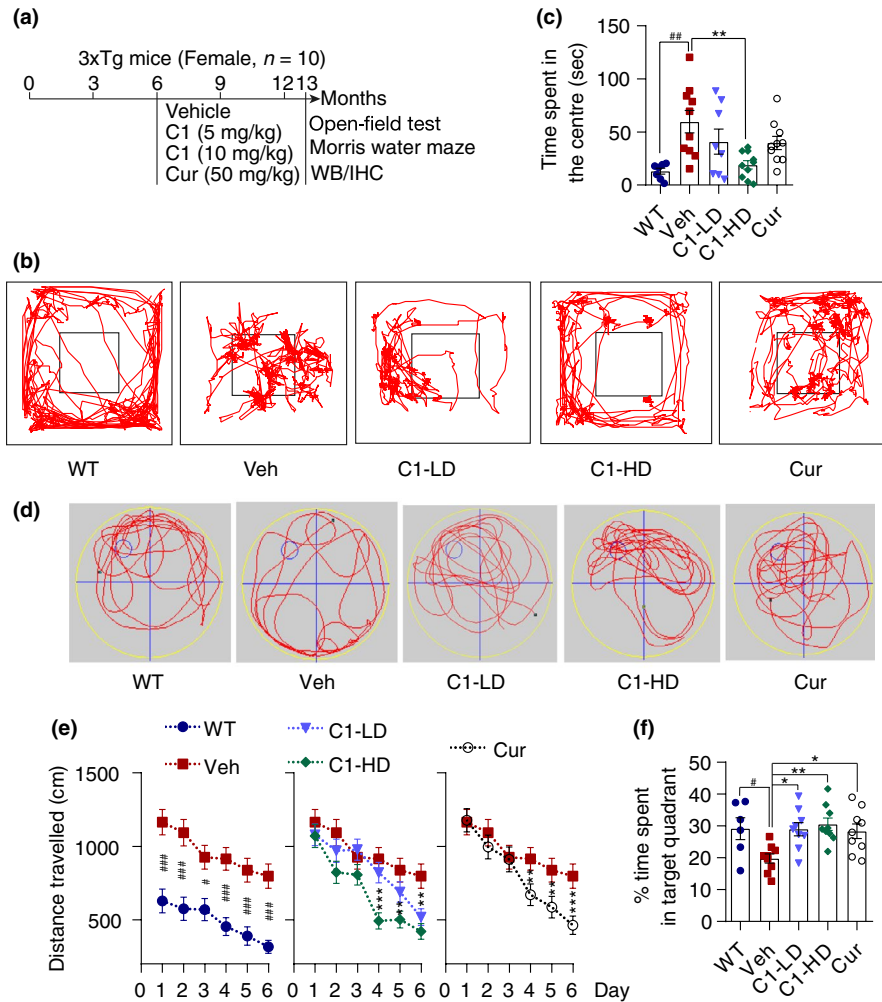 (a)
3xTg mice (Female, n = 10)
0 3 6 12 13
Months
Vehicle
C1 (5 mg/kg)
C1 (10 mg/kg)
Cur (50 mg/kg)
Open-field test
Morris water maze
WB/IHC
(c)
Time spent in
the centre (sec)
150
100
50
0
## **
WT Veh C1-LD C1-HD Cur
(b)
WT Veh C1-LD C1-HD Cur
(d)
WT Veh C1-LD C1-HD Cur
(e)
WT
Veh
C1-LD
C1-HD
Cur
Distance travelled (cm)
1500
1000
500
### ### # ### ### ###
0 1 2 3 4 5 6 0 1 2 3 4 5 6 0 1 2 3 4 5 6 Day
(f)
% time spent
in target quadrant
50
40
30
20
10
0
# * ** *
WT Veh C1-LD C1-HD Cur